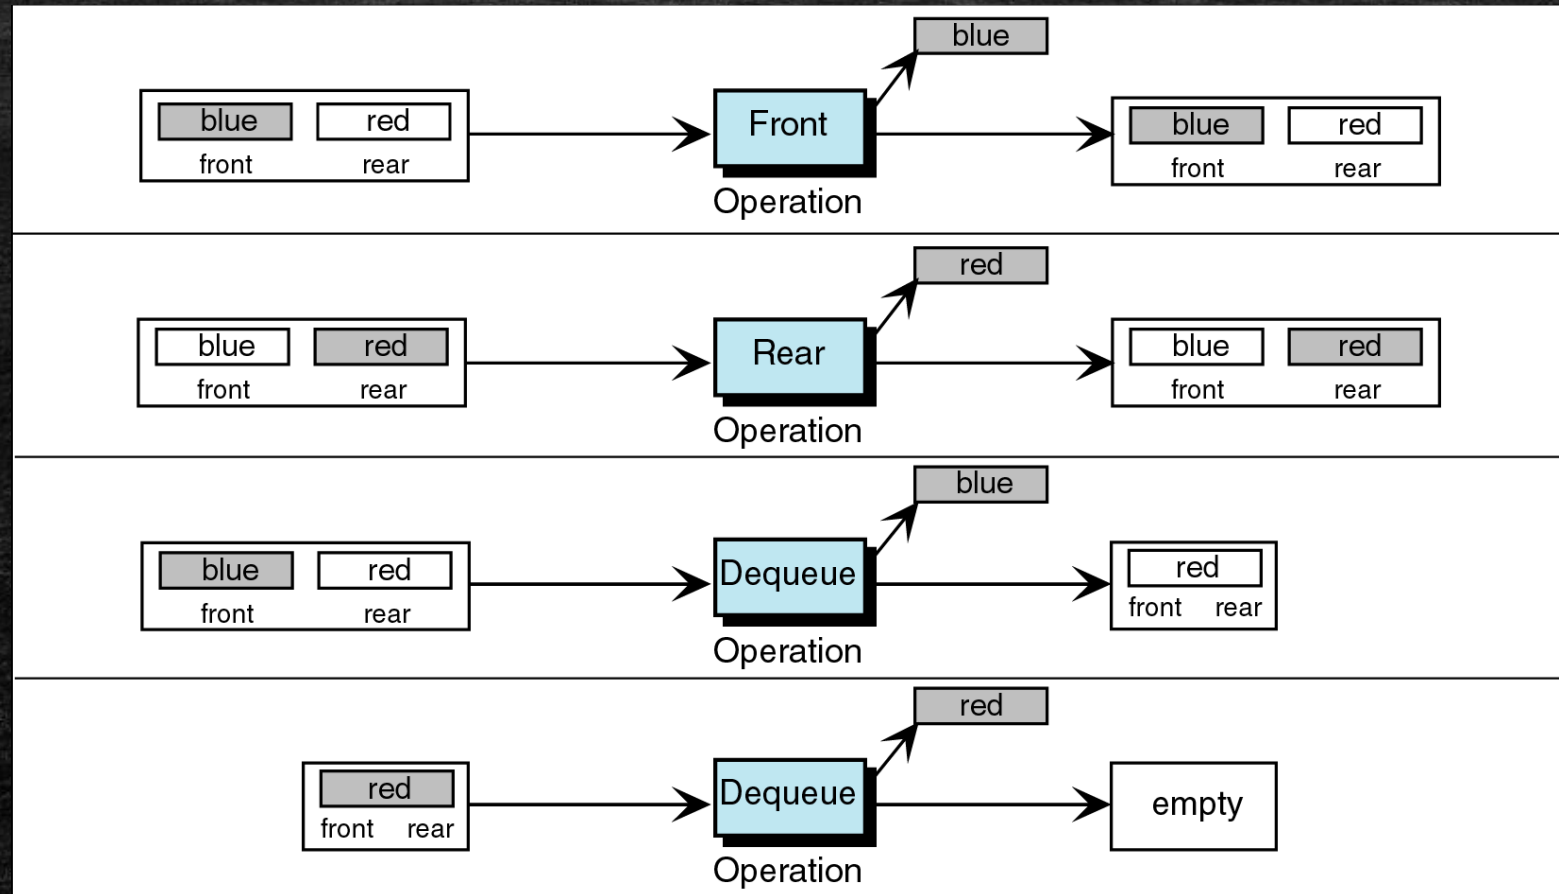 blue
blue red
front rear
Front
Operation
blue red
front rear
red
blue red
front rear
Rear
Operation
blue red
front rear
blue
blue red
front rear
Dequeue
Operation
red
front rear
red
red
front rear
Dequeue
Operation
empty